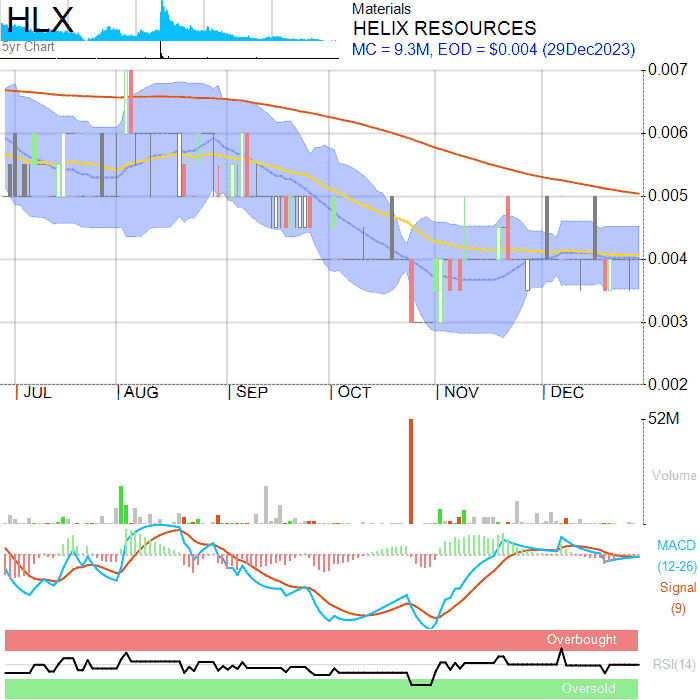 HLX
5yr Chart
Materials
HELIX RESOURCES
MC = 9.3M, EOD = $0.004 (29Dec2023)
0.007
0.006
0.005
0.004
0.003
0.002
JUL AUG SEP OCT NOV DEC
52M
Volume
MACD
(12-26)
Signal
(9)
Overbought
RSI(14)
Oversold